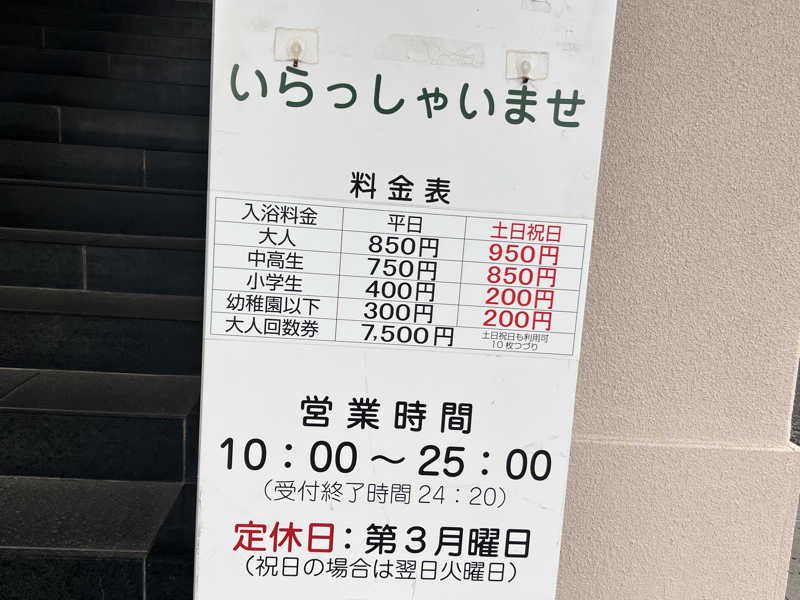 いらっしゃいませ
料金表
入浴料金 平日 土日祝日
大人 850円 950円
中高生 750円 850円
小学生 400円 200円
幼稚園以下 300円 200円
大人回数券 7,500円 土日祝日も利用可
10枚つづり
営業時間
10:00～25:00
(受付終了時間24:20)
定休日:第3月曜日
(祝日の場合は翌日火曜日)